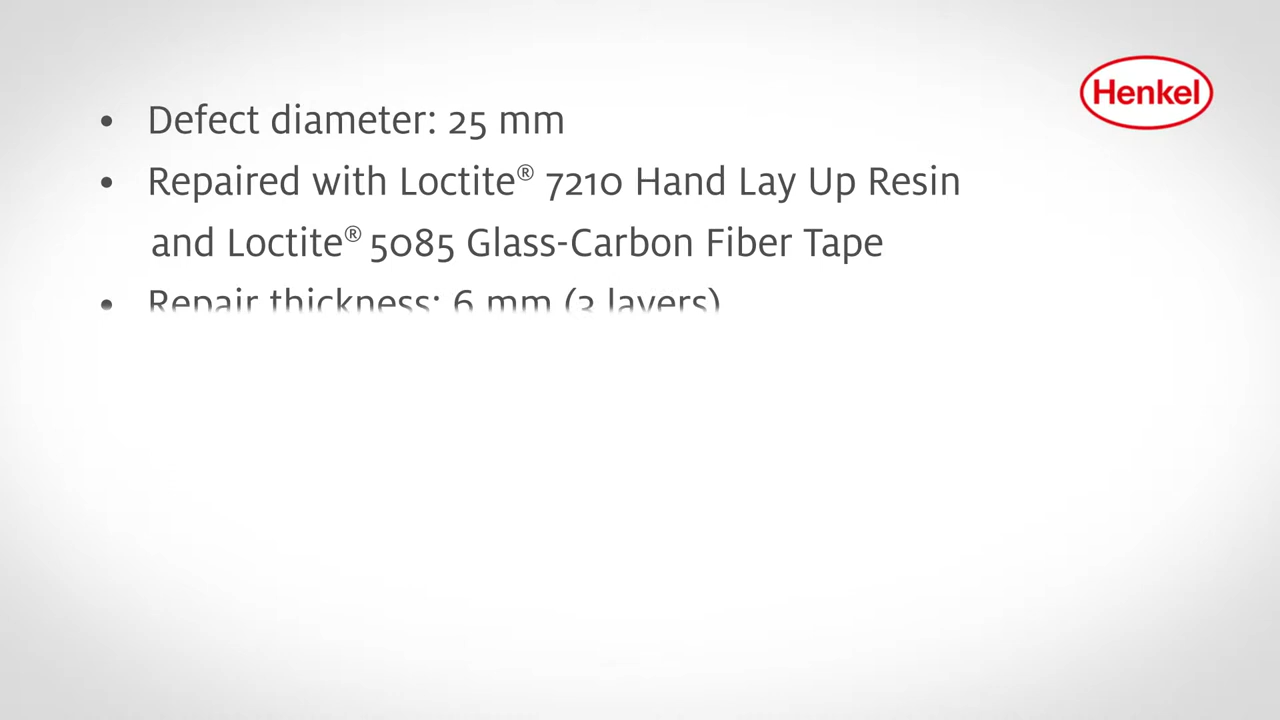 Henkel
• Defect diameter: 25 mm
• Repaired with Loctite® 7210 Hand Lay Up Resin
and Loctite® 5085 Glass-Carbon Fiber Tape
• Repair thickness: 6 mm (3 layers)